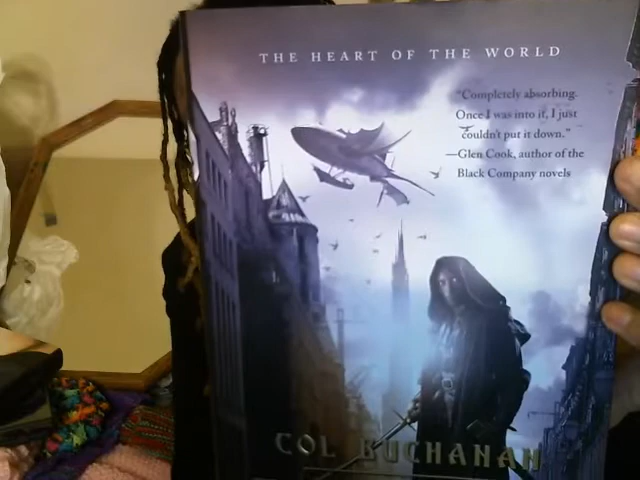 THE HEART OF THE WORLD
"Completely absorbing.
Once I was into it, I just
couldn't put it down."
—Glen Cook, author of the
Black Company novels
COL BUCHANAN